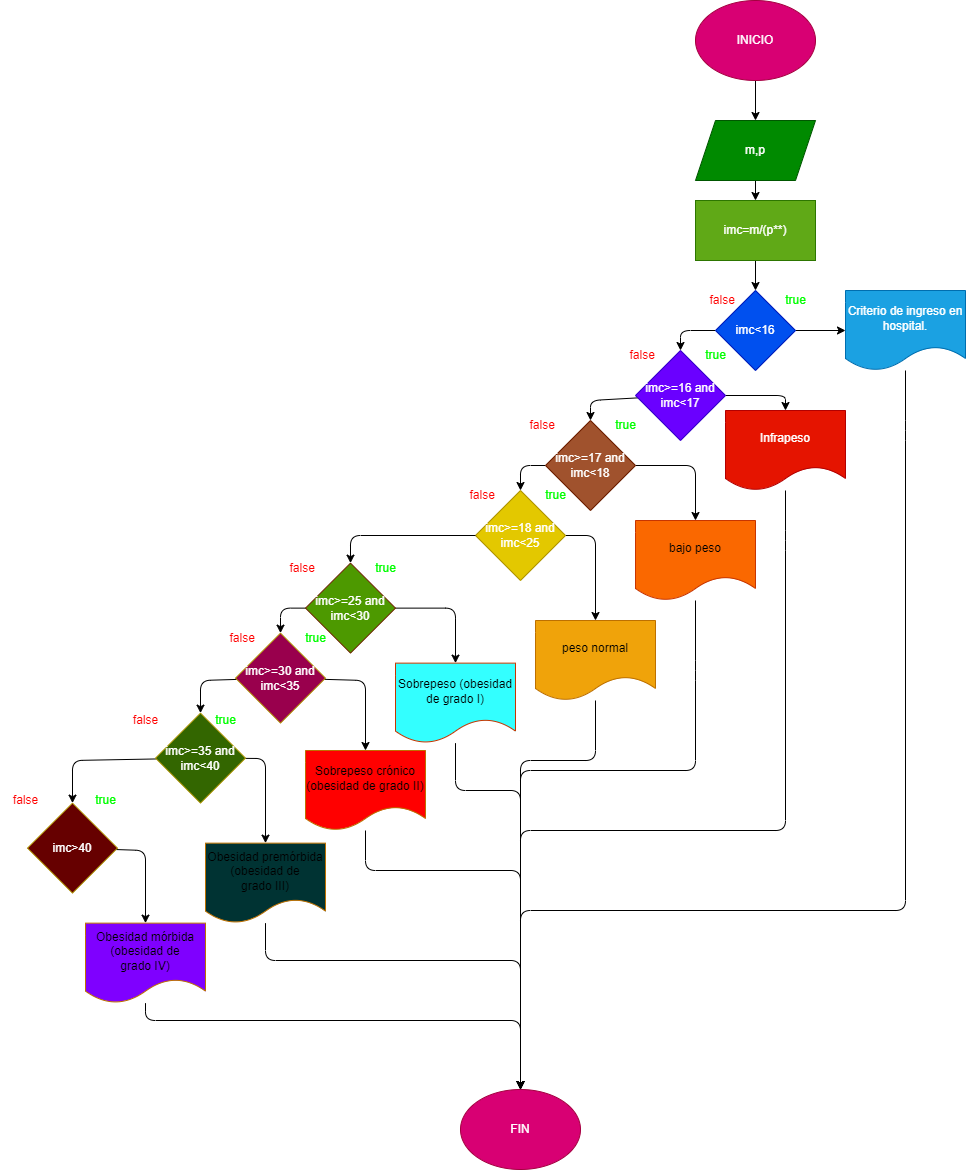 INICIO
m,p
imc=m/(p**)
false
true
imc<16
Criterio de ingreso en
hospital.
false
true
imc>=16 and
imc<17
Infrapeso
false
true
imc>=17 and
imc<18
bajo peso
false
true
imc>=18 and
imc<25
peso normal
false
true
imc>=25 and
imc<30
Sobrepeso (obesidad
de grado I)
false
true
imc>=30 and
imc<35
Sobrepeso crónico
(obesidad de grado II)
false
true
imc>=35 and
imc<40
Obesidad premórbida
(obesidad de
grado III)
false
true
imc>40
Obesidad mórbida
(obesidad de
grado IV)
FIN